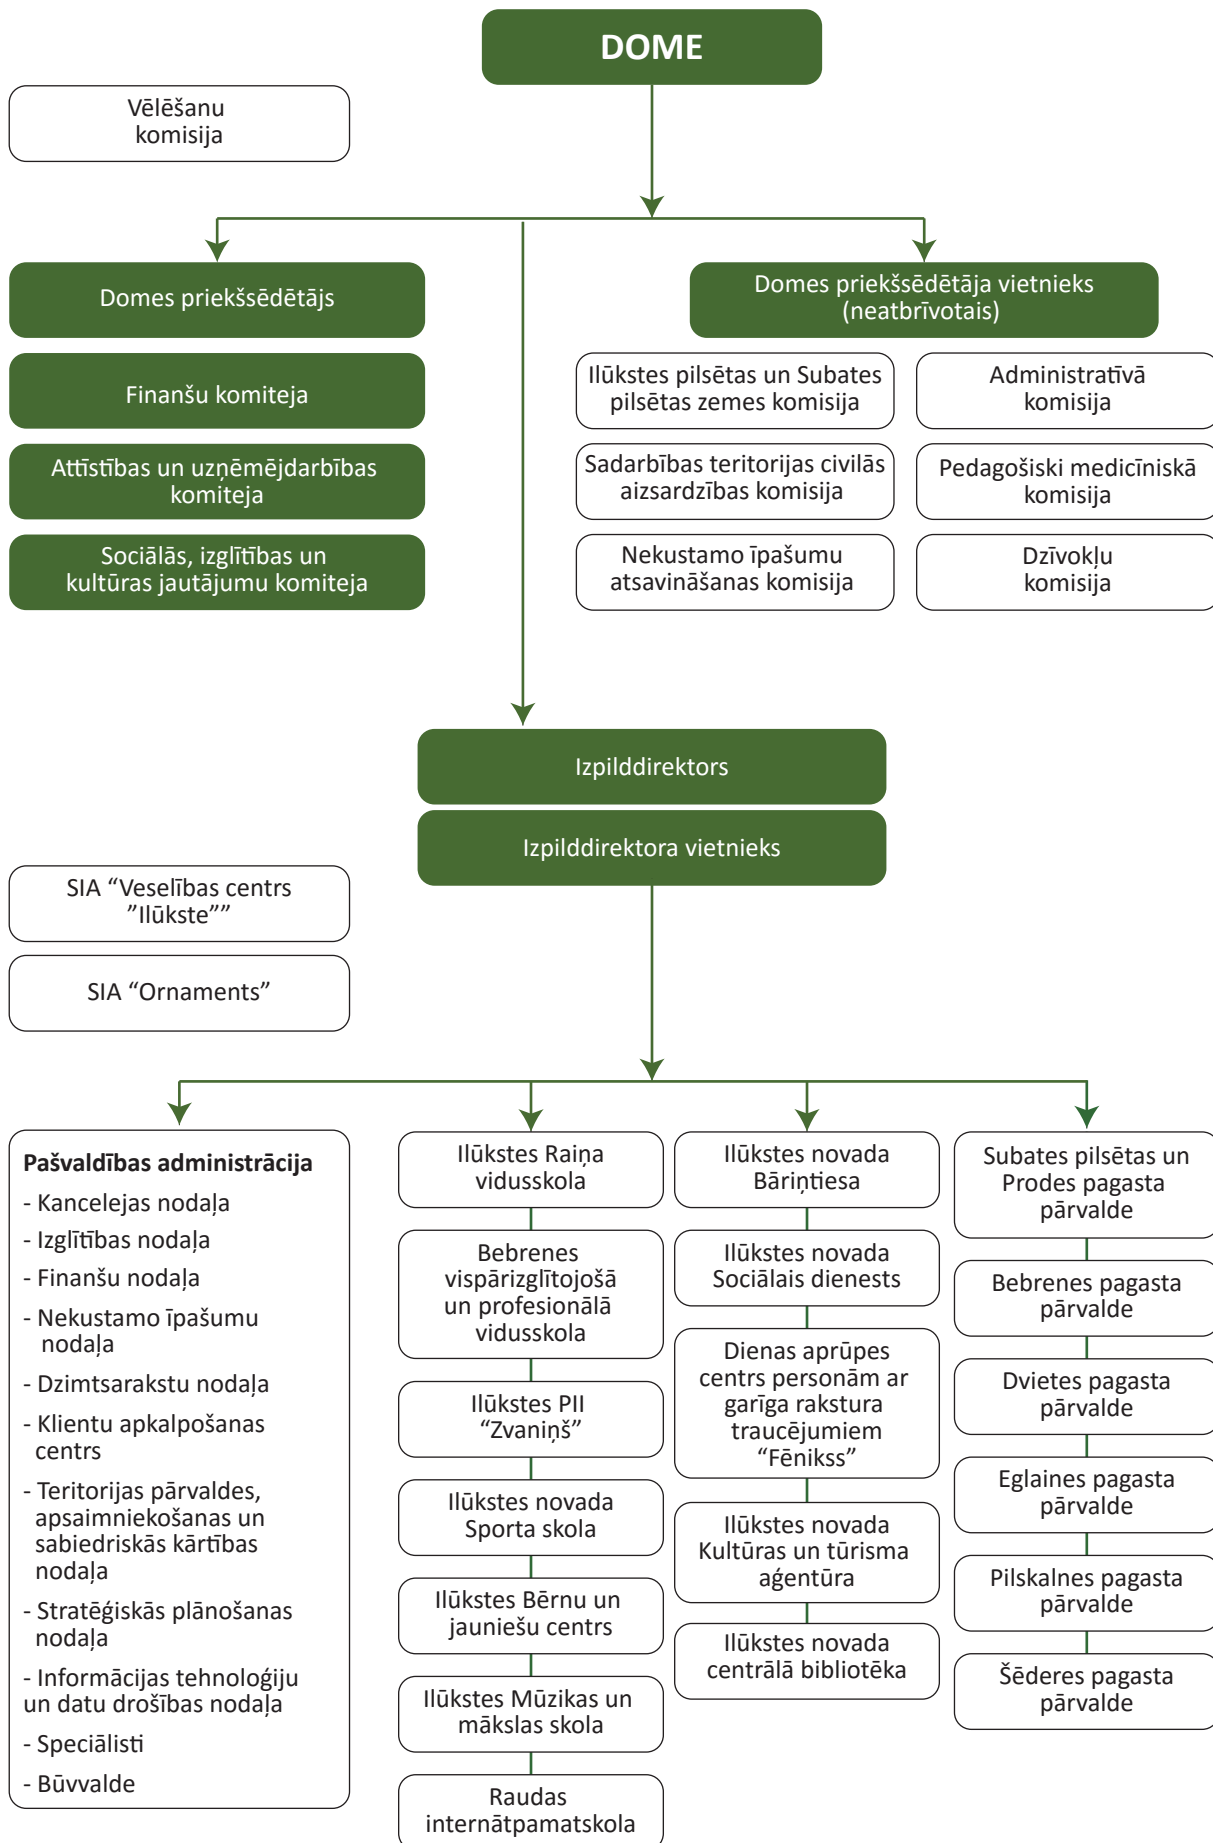 DOME
Vēlēšanu
komisija
Domes priekšsēdētājs
Finanšu komiteja
Attīstības un uzņēmējdarbības
komiteja
Sociālās, izglītības un
kultūras jautājumu komiteja
Domes priekšsēdētāja vietnieks
(neatbrīvotais)
Ilūkstes pilsētas un Subates
pilsētas zemes komisija
Administratīvā
komisija
Sadarbības teritorijas civilās
aizsardzības komisija
Pedagoģiski medicīniskā
komisija
Nekustamo īpašumu
atsavināšanas komisija
Dzīvokļu
komisija
Izpilddirektors
Izpilddirektora vietnieks
SIA “Veselības centrs
”Ilūkste””
SIA “Ornaments”
Pašvaldības administrācija
- Kancelejas nodaļa
- Izglītības nodaļa
- Finanšu nodaļa
- Nekustamo īpašumu
nodaļa
- Dzimtsarakstu nodaļa
- Klientu apkalpošanas
centrs
- Teritorijas pārvaldes,
apsaimniekošanas un
sabiedriskās kārtības
nodaļa
- Stratēģiskās plānošanas
nodaļa
- Informācijas tehnoloģiju
un datu drošības nodaļa
- Speciālisti
- Būvvalde
Ilūkstes Raiņa
vidusskola
Bebrenes
vispārizglītojošā
un profesionālā
vidusskola
Ilūkstes PII
“Zvaniņš”
Ilūkstes novada
Sporta skola
Ilūkstes Bērnu un
jauniešu centrs
Ilūkstes Mūzikas un
mākslas skola
Raudas
internātpamatskola
Ilūkstes novada
Bāriņtiesa
Ilūkstes novada
Sociālais dienests
Dienas aprūpes
centrs personām ar
garīga rakstura
traucējumiem
“Fēnikss”
Ilūkstes novada
Kultūras un tūrisma
aģentūra
Ilūkstes novada
centrālā bibliotēka
Subates pilsētas un
Prodes pagasta
pārvalde
Bebrenes pagasta
pārvalde
Dvietes pagasta
pārvalde
Eglaines pagasta
pārvalde
Pilskalnes pagasta
pārvalde
Šēderes pagasta
pārvalde